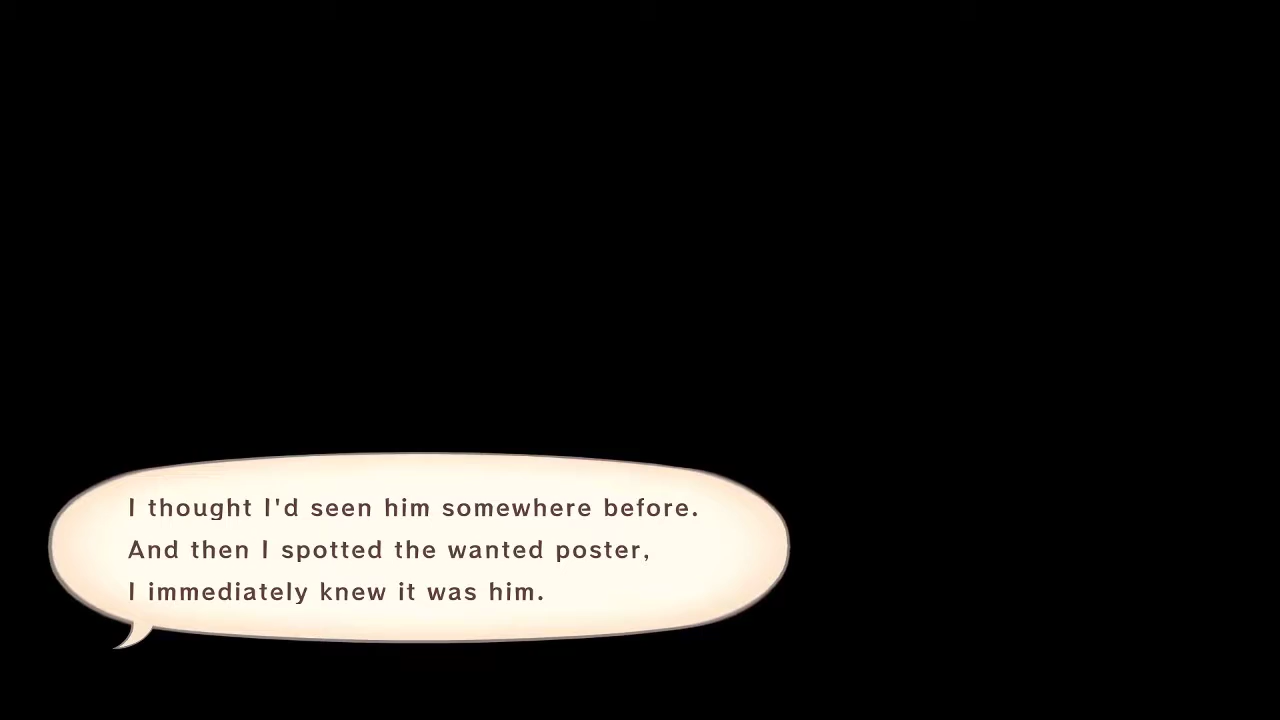 I thought I'd seen him somewhere before.
And then I spotted the wanted poster,
I immediately knew it was him.